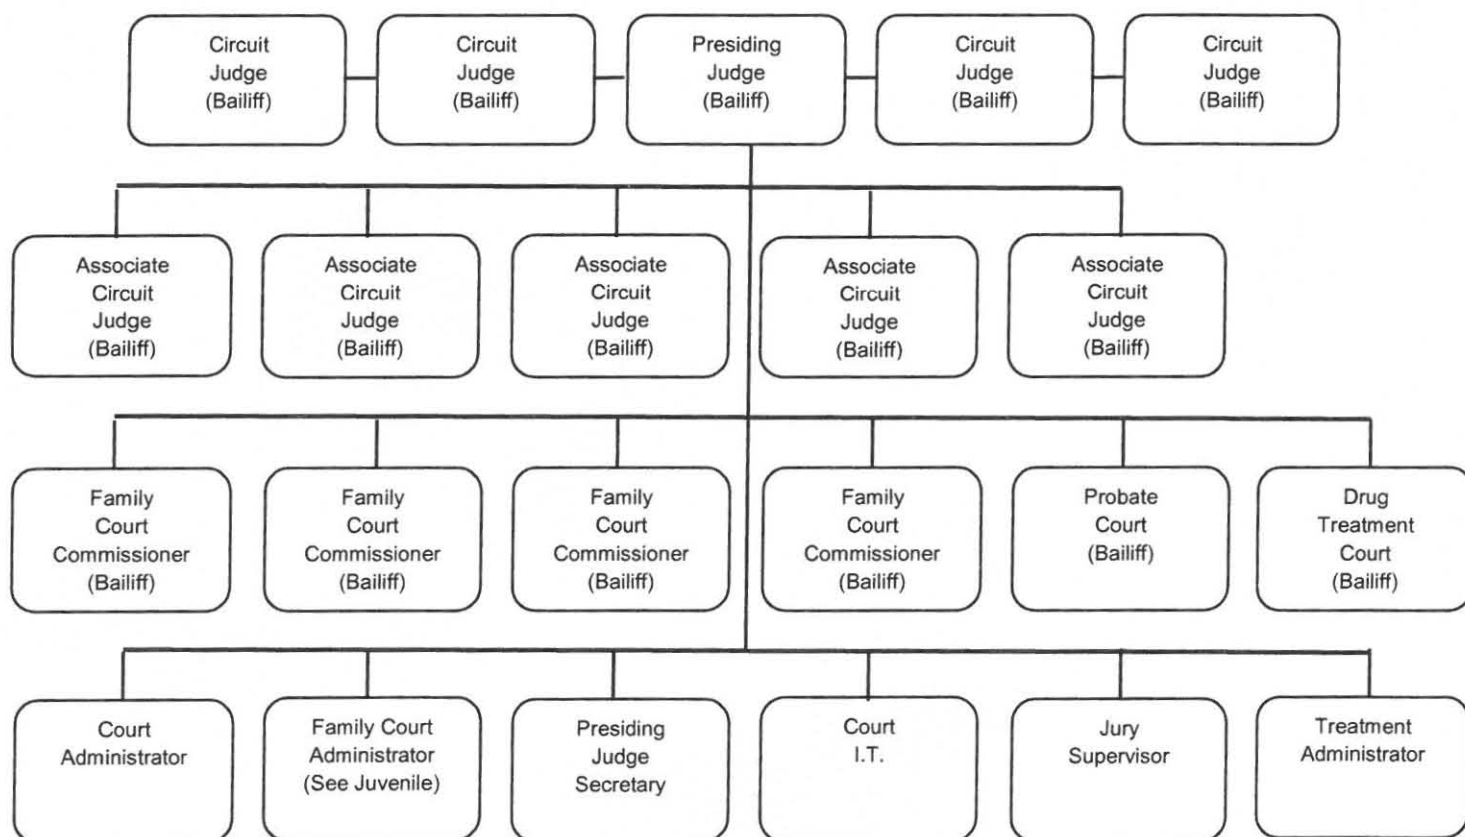 Circuit
Judge
(Bailiff)
Circuit
Judge
(Bailiff)
Presiding
Judge
(Bailiff)
Circuit
Judge
(Bailiff)
Circuit
Judge
(Bailiff)
Associate
Circuit
Judge
(Bailiff)
Associate
Circuit
Judge
(Bailiff)
Associate
Circuit
Judge
(Bailiff)
Associate
Circuit
Judge
(Bailiff)
Associate
Circuit
Judge
(Bailiff)
Family
Court
Commissioner
(Bailiff)
Family
Court
Commissioner
(Bailiff)
Family
Court
Commissioner
(Bailiff)
Family
Court
Commissioner
(Bailiff)
Probate
Court
(Bailiff)
Drug
Treatment
Court
(Bailiff)
Court
Administrator
Family Court
Administrator
(See Juvenile)
Presiding
Judge
Secretary
Court
I.T.
Jury
Supervisor
Treatment
Administrator